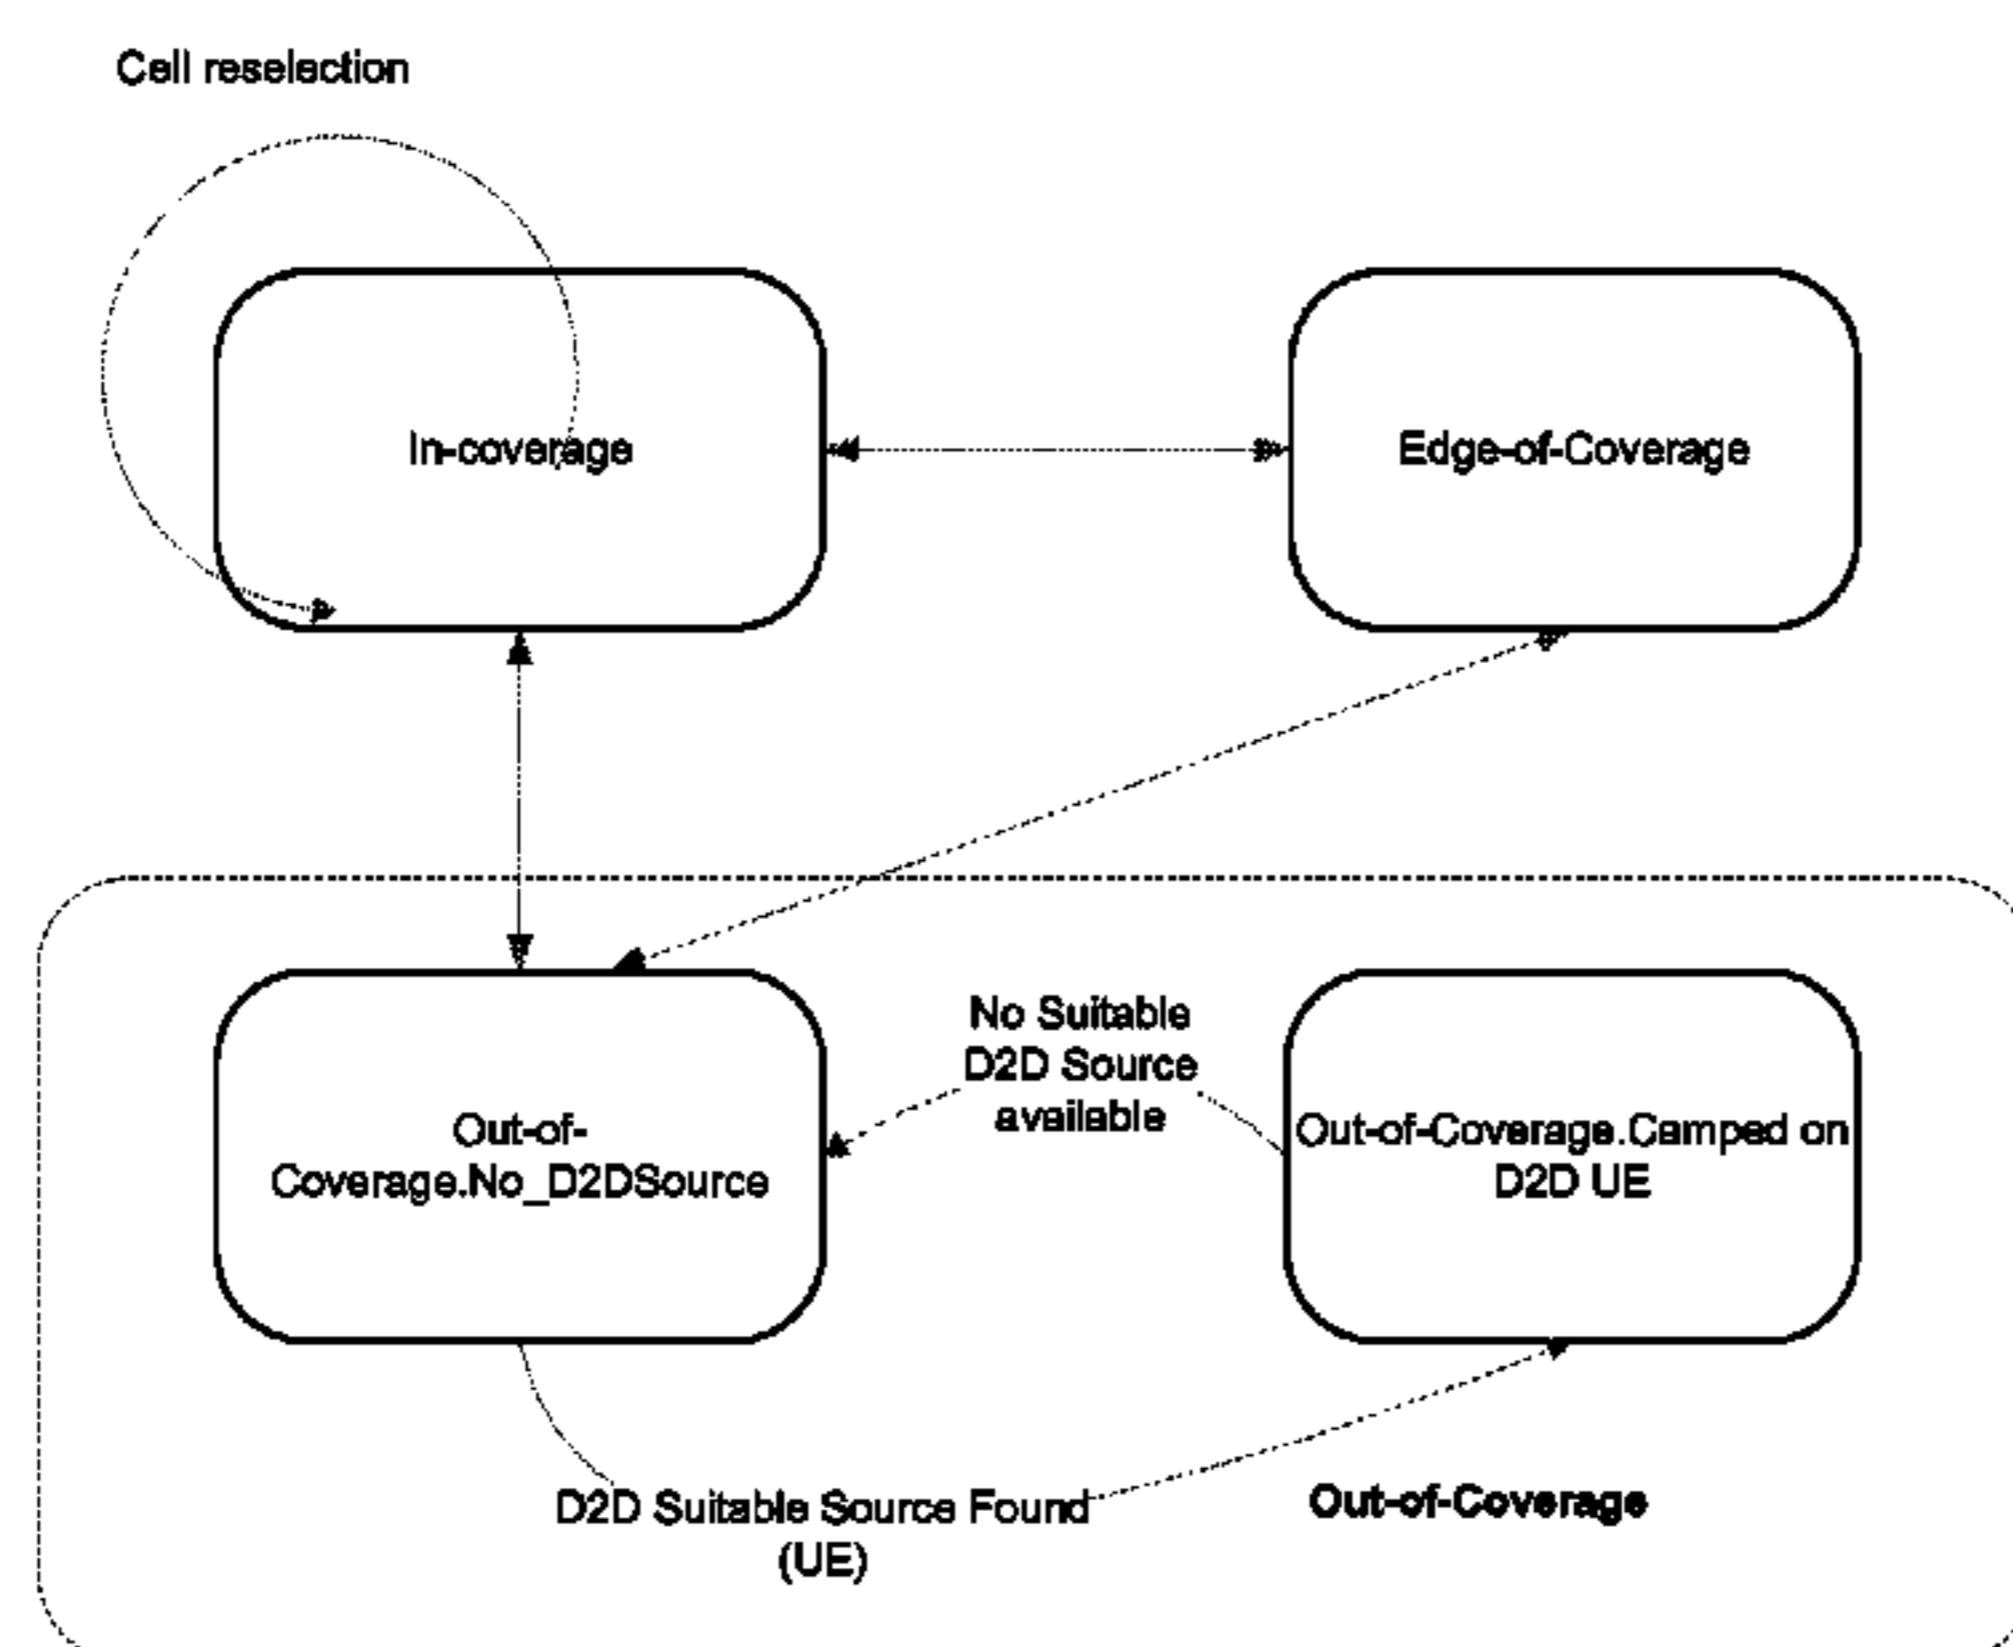 Cell reselection
In-coverage
Edge-of-Coverage
No Suitable
D2D Source
available
Out-of-
Coverage.No_D2DSource
Out-of-Coverage.Camped on
D2D UE
D2D Suitable Source Found
(UE)
Out-of-Coverage